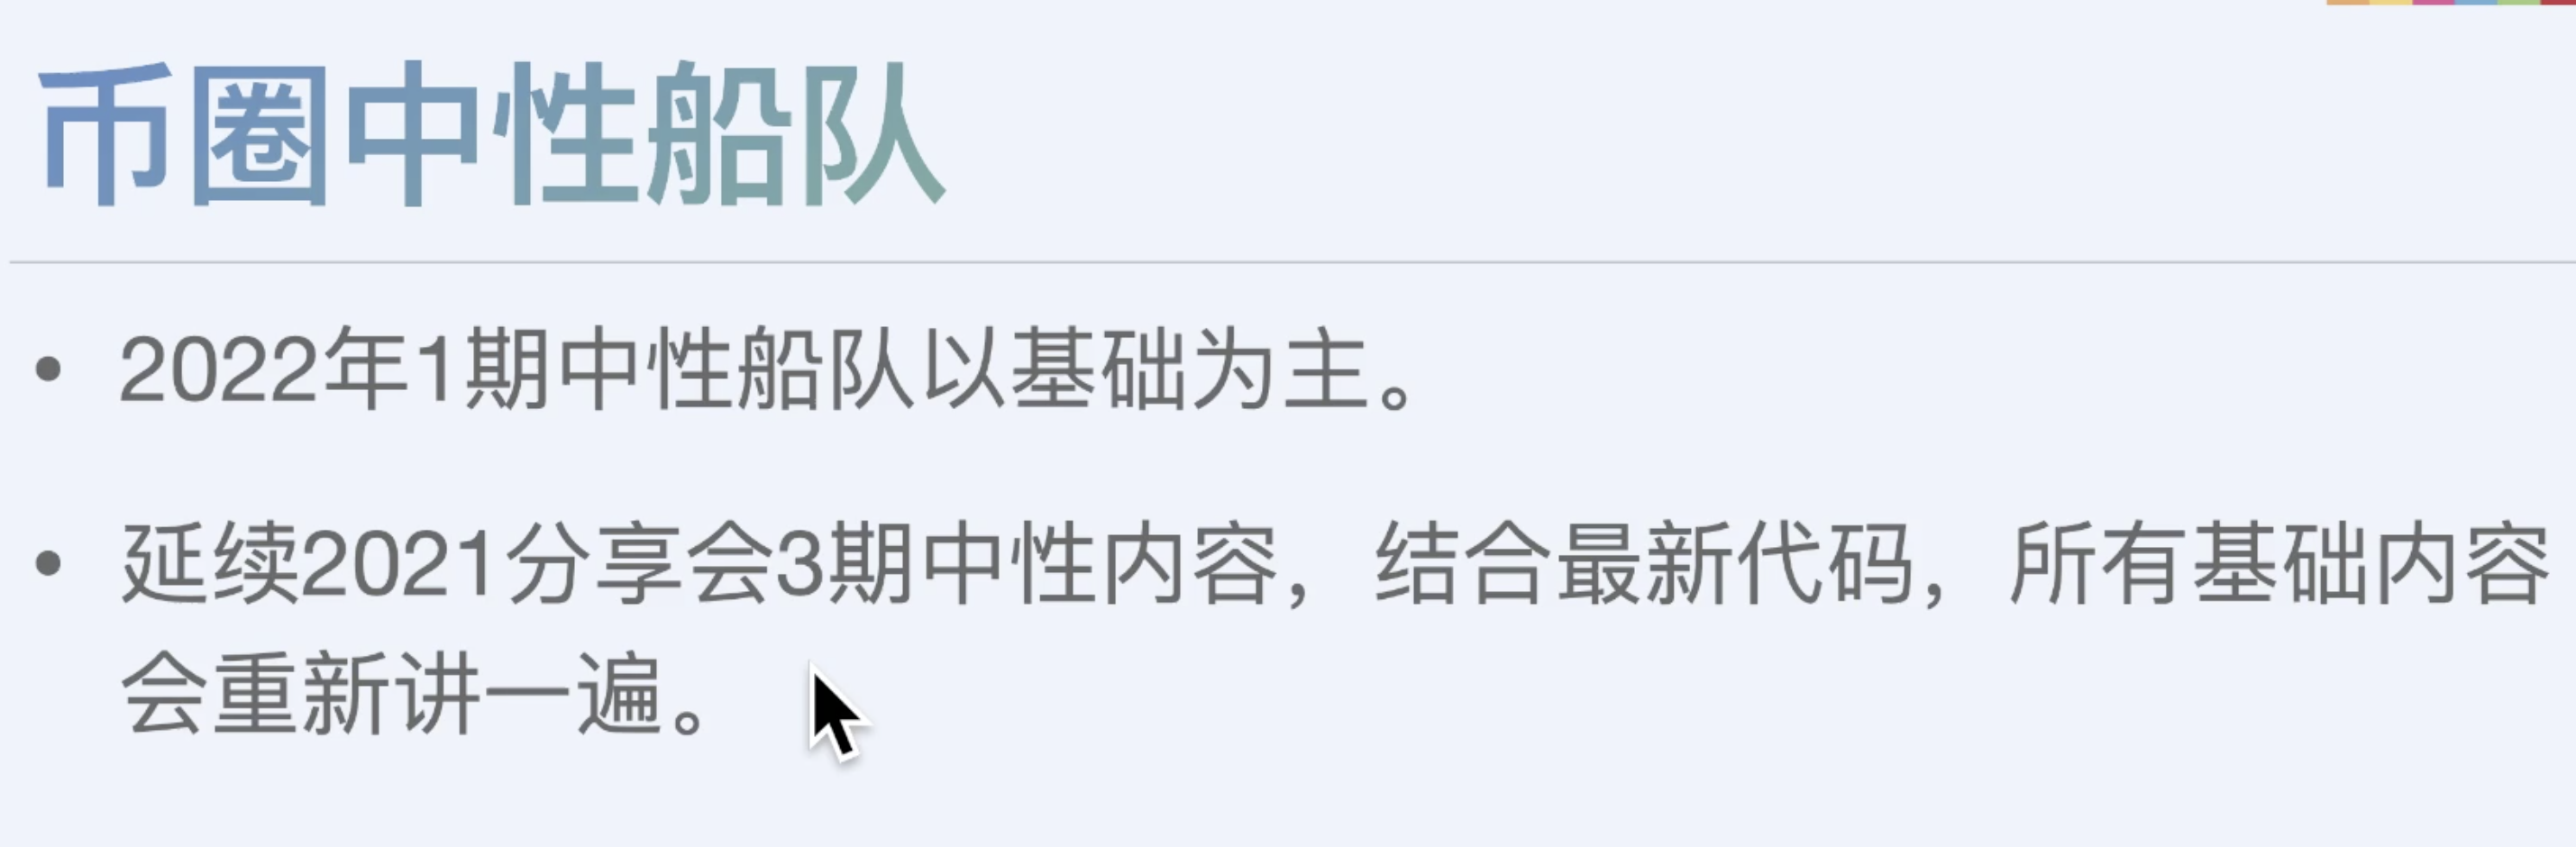 币圈中性船队
• 2022年1期中性船队以基础为主。
• 延续2021分享会3期中性内容，结合最新代码，所有基础内容
会重新讲一遍。